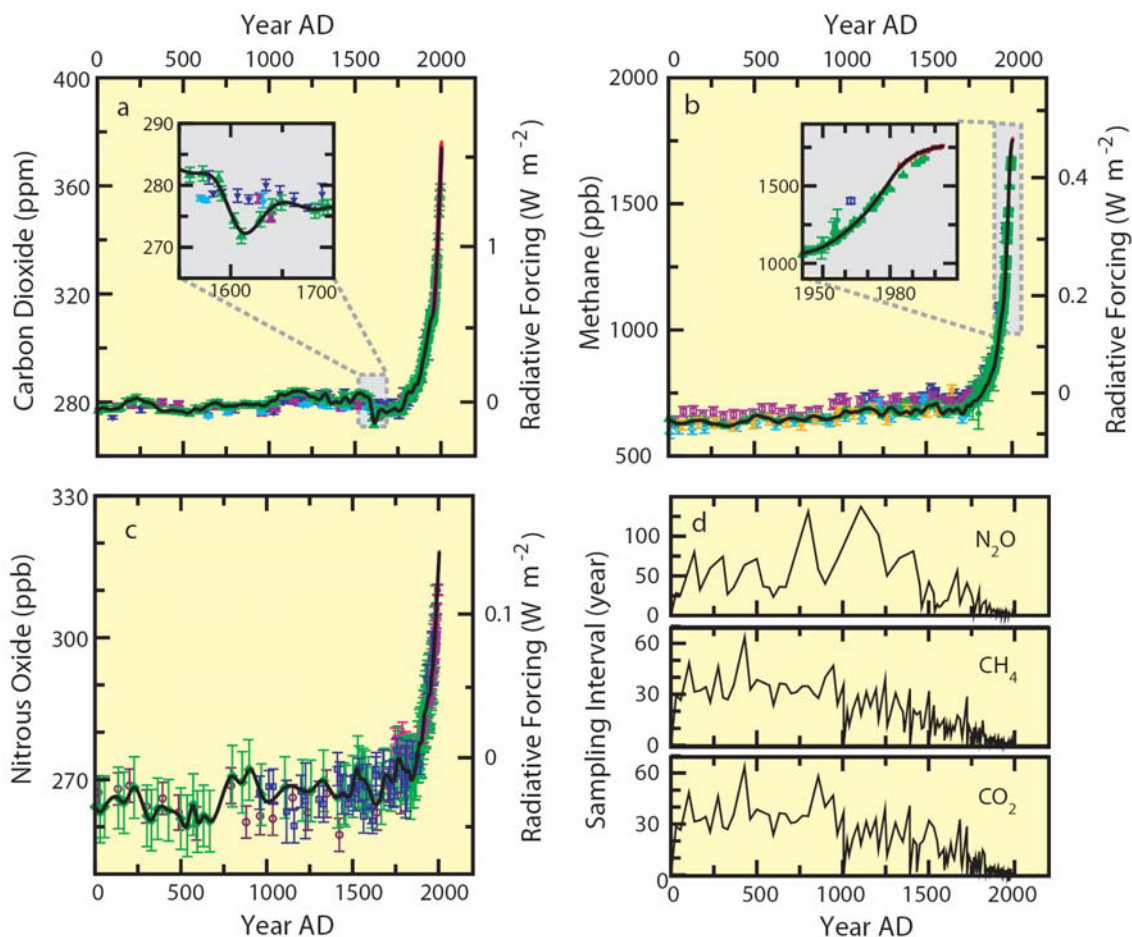 Year AD
0 500 1000 1500 2000
400
360
320
280
Carbon Dioxide (ppm)
a
290
280
270
1600 1700
1
0
Radiative Forcing (W m⁻²)
Year AD
0 500 1000 1500 2000
2000
1500
1000
500
Methane (ppb)
b
1500
1000
1950 1980
0.4
0.2
0
Radiative Forcing (W m⁻²)
330
300
270
Nitrous Oxide (ppb)
c
0.1
0
Radiative Forcing (W m⁻²)
0 500 1000 1500 2000
Year AD
d
Sampling Interval (year)
100
50
0
N₂O
60
30
0
CH₄
60
30
0
CO₂
0 500 1000 1500 2000
Year AD